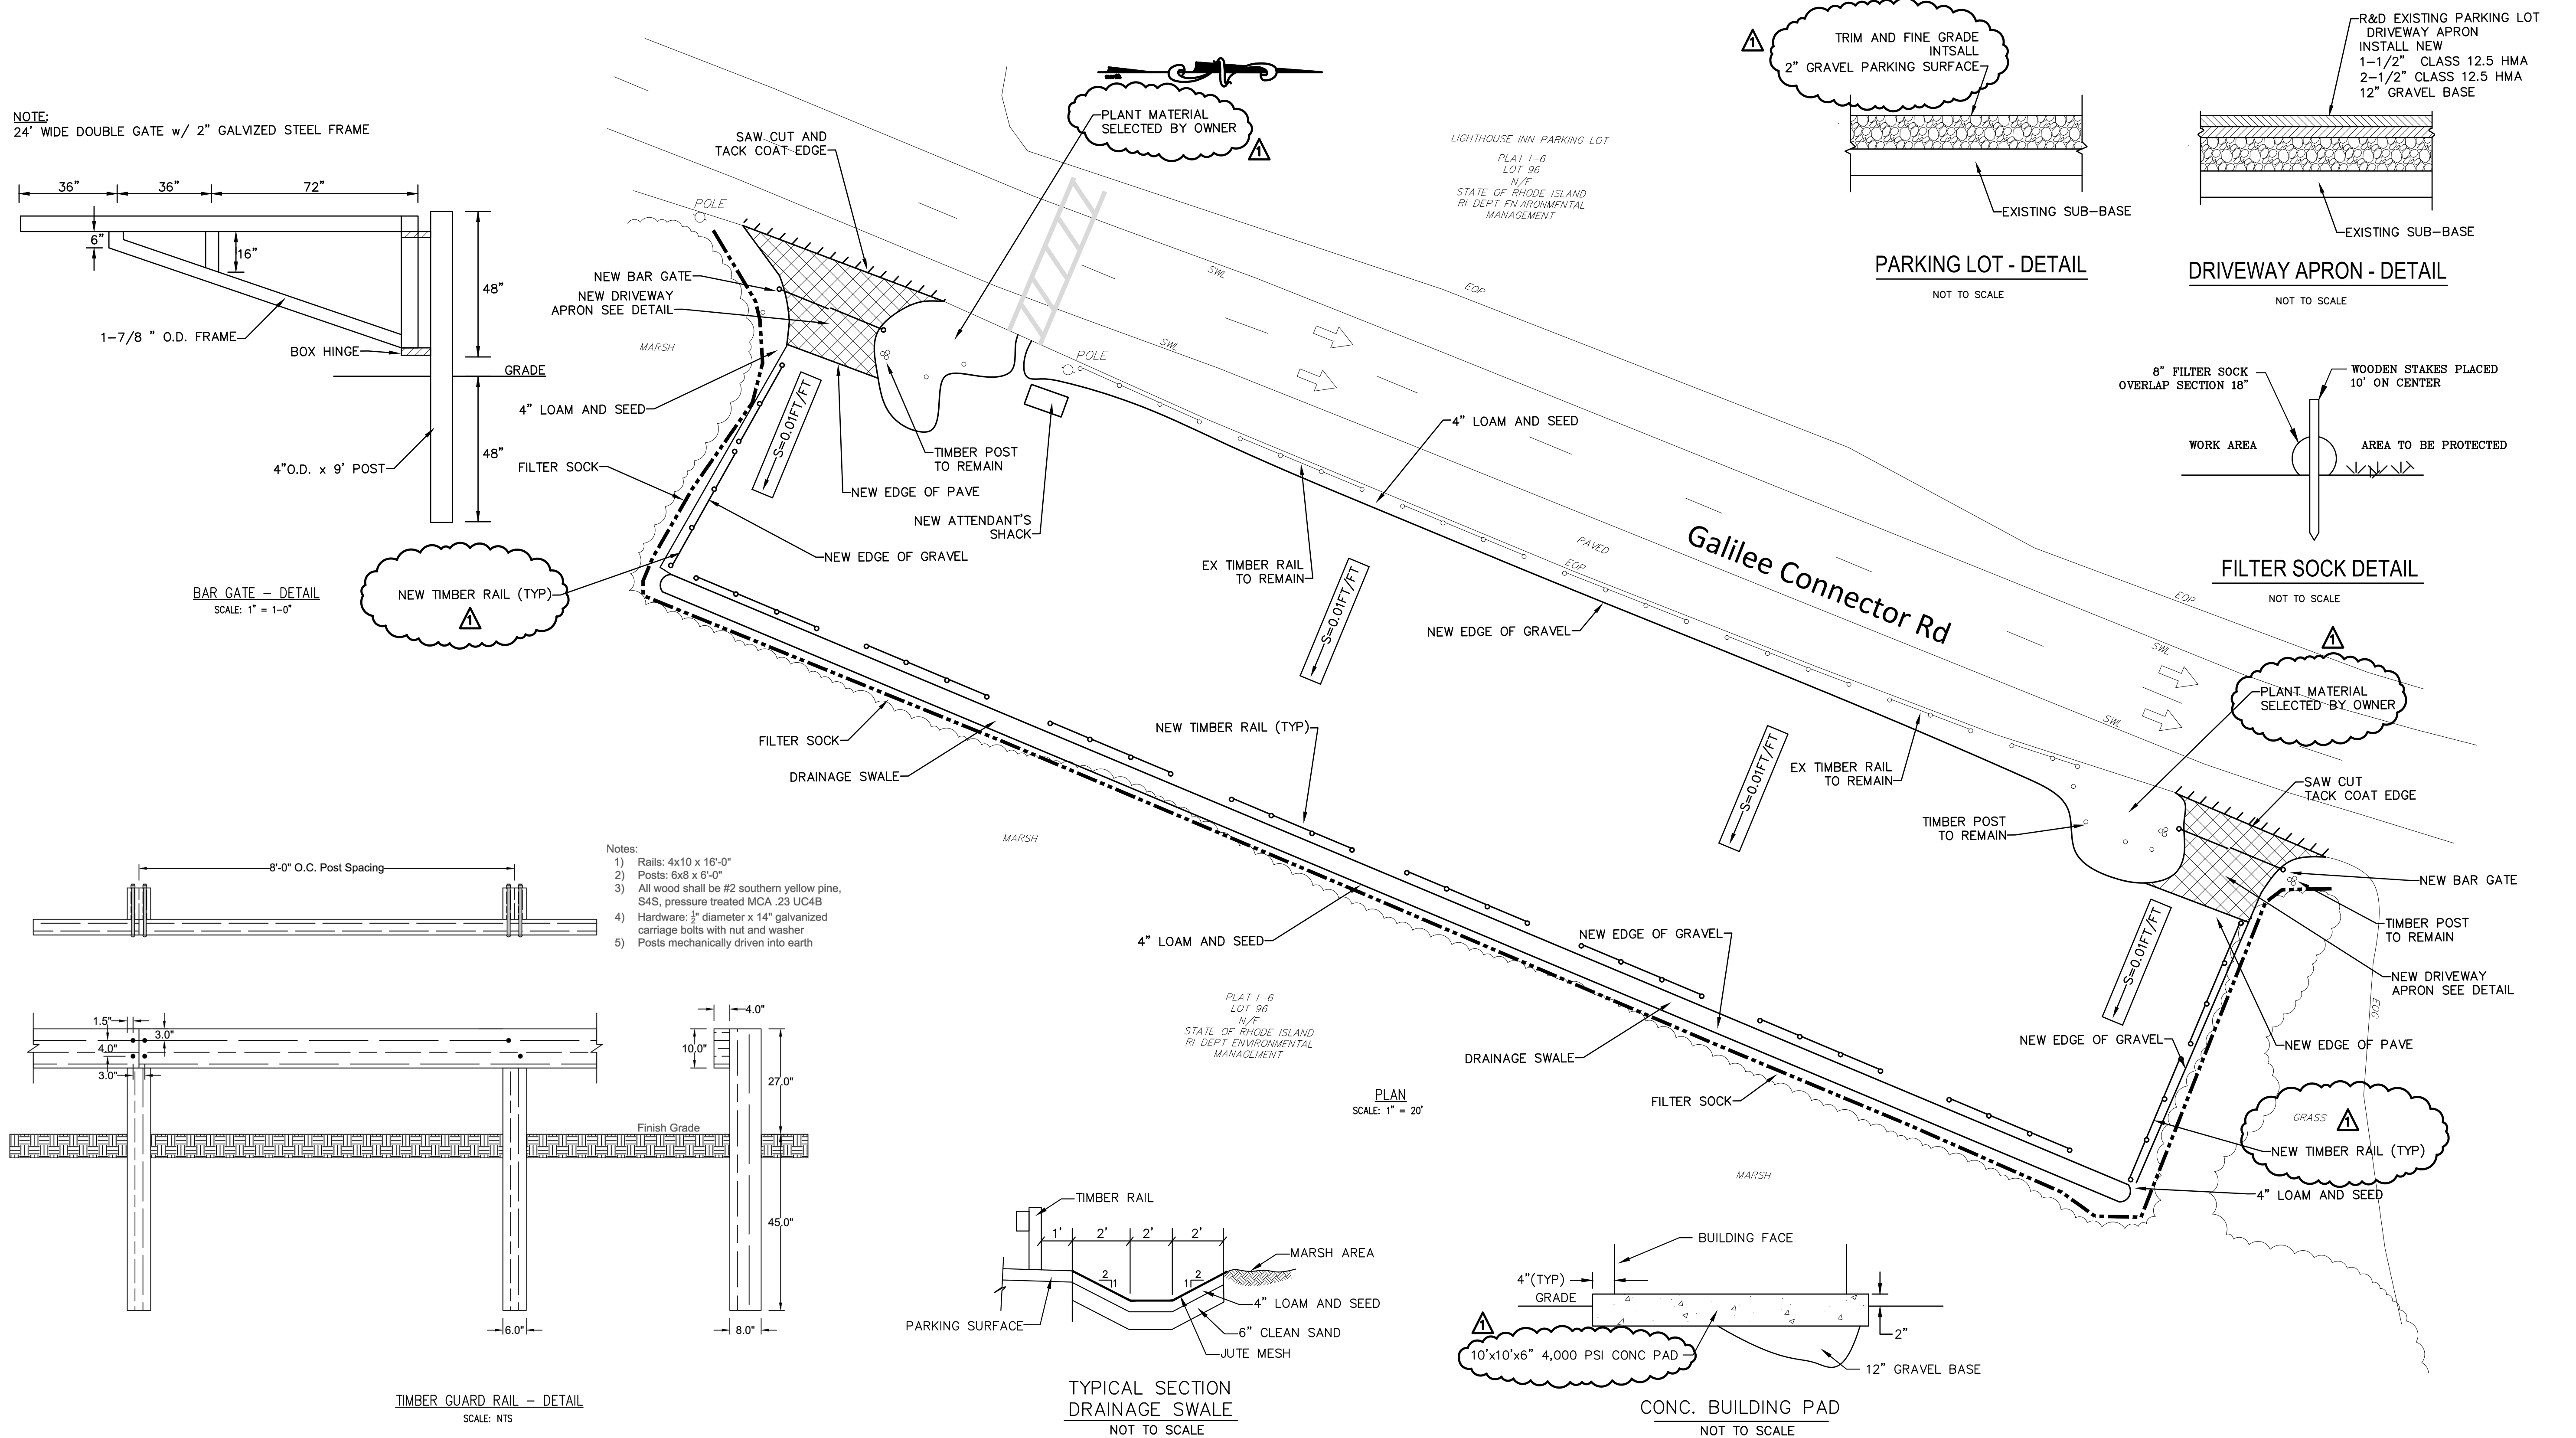 NOTE:
24' WIDE DOUBLE GATE w/ 2" GALVIZED STEEL FRAME
36"
36"
72"
6"
16"
48"
1-7/8 " O.D. FRAME
BOX HINGE
GRADE
4"O.D. x 9' POST
48"
BAR GATE - DETAIL
SCALE: 1" = 1-0"
north
PLANT MATERIAL
SELECTED BY OWNER
1
SAW CUT AND
TACK COAT EDGE
POLE
NEW BAR GATE
NEW DRIVEWAY
APRON SEE DETAIL
MARSH
4" LOAM AND SEED
FILTER SOCK
S=0.01FT/FT
TIMBER POST
TO REMAIN
NEW EDGE OF PAVE
NEW ATTENDANT'S
SHACK
NEW EDGE OF GRAVEL
NEW TIMBER RAIL (TYP)
1
POLE
SWL
SWL
EOP
LIGHTHOUSE INN PARKING LOT
PLAT I-6
LOT 96
N/F
STATE OF RHODE ISLAND
RI DEPT ENVIRONMENTAL
MANAGEMENT
4" LOAM AND SEED
EX TIMBER RAIL
TO REMAIN
PAVED
EOP
Galilee Connector Rd
S=0.01FT/FT
NEW EDGE OF GRAVEL
FILTER SOCK
DRAINAGE SWALE
NEW TIMBER RAIL (TYP)
EX TIMBER RAIL
TO REMAIN
S=0.01FT/FT
TIMBER POST
TO REMAIN
MARSH
4" LOAM AND SEED
NEW EDGE OF GRAVEL
PLAT I-6
LOT 96
N/F
STATE OF RHODE ISLAND
RI DEPT ENVIRONMENTAL
MANAGEMENT
DRAINAGE SWALE
FILTER SOCK
PLAN
SCALE: 1" = 20'
MARSH
1
TRIM AND FINE GRADE
INTSALL
2" GRAVEL PARKING SURFACE
EXISTING SUB-BASE
PARKING LOT - DETAIL
NOT TO SCALE
R&D EXISTING PARKING LOT
DRIVEWAY APRON
INSTALL NEW
1-1/2" CLASS 12.5 HMA
2-1/2" CLASS 12.5 HMA
12" GRAVEL BASE
EXISTING SUB-BASE
DRIVEWAY APRON - DETAIL
NOT TO SCALE
8" FILTER SOCK
OVERLAP SECTION 18"
WOODEN STAKES PLACED
10' ON CENTER
WORK AREA
AREA TO BE PROTECTED
FILTER SOCK DETAIL
NOT TO SCALE
EOP
SWL
SWL
1
PLANT MATERIAL
SELECTED BY OWNER
SAW CUT
TACK COAT EDGE
NEW BAR GATE
TIMBER POST
TO REMAIN
NEW DRIVEWAY
APRON SEE DETAIL
EOG
S=0.01FT/FT
NEW EDGE OF GRAVEL
NEW EDGE OF PAVE
GRASS
1
NEW TIMBER RAIL (TYP)
4" LOAM AND SEED
8'-0" O.C. Post Spacing
Notes:
1) Rails: 4x10 x 16'-0"
2) Posts: 6x8 x 6'-0"
3) All wood shall be #2 southern yellow pine,
S4S, pressure treated MCA .23 UC4B
4) Hardware: ½" diameter x 14" galvanized
carriage bolts with nut and washer
5) Posts mechanically driven into earth
1.5"
3.0"
4.0"
3.0"
4.0"
10.0"
27.0"
Finish Grade
45.0"
6.0"
8.0"
TIMBER GUARD RAIL - DETAIL
SCALE: NTS
TIMBER RAIL
1'
2'
2'
2'
2
1
2
1
MARSH AREA
4" LOAM AND SEED
PARKING SURFACE
6" CLEAN SAND
JUTE MESH
TYPICAL SECTION
DRAINAGE SWALE
NOT TO SCALE
BUILDING FACE
4"(TYP)
GRADE
1
10'x10'x6" 4,000 PSI CONC PAD
2"
12" GRAVEL BASE
CONC. BUILDING PAD
NOT TO SCALE